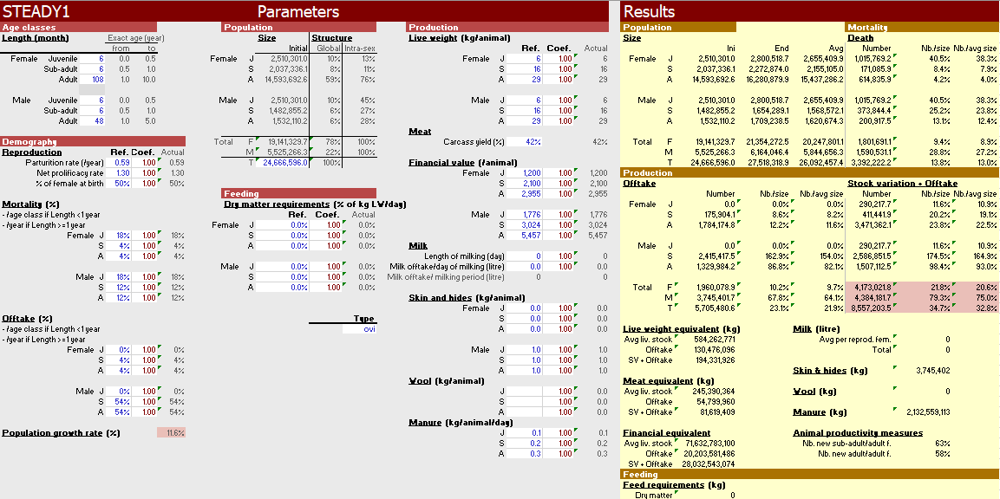 STEADY1 Parameters
Age classes
Length (month) Exact age (year)
from to
Female Juvenile 6 0.0 0.5
Sub-adult 6 0.5 1.0
Adult 108 1.0 10.0
Male Juvenile 6 0.0 0.5
Sub-adult 6 0.5 1.0
Adult 48 1.0 5.0
Demography
Reproduction Ref. Coef. Actual
Parturition rate (/year) 0.59 1.00 0.59
Net prolificacy rate 1.30 1.00 1.30
% of female at birth 50% 1.00 50%
Mortality (%)
- /age class if Length <1 year
- /year if Length >=1 year
Female J 18% 1.00 18%
S 4% 1.00 4%
A 4% 1.00 4%
Male J 18% 1.00 18%
S 12% 1.00 12%
A 12% 1.00 12%
Offtake (%)
- /age class if Length <1 year
- /year if Length >=1 year
Female J 0% 1.00 0%
S 4% 1.00 4%
A 4% 1.00 4%
Male J 0% 1.00 0%
S 54% 1.00 54%
A 54% 1.00 54%
Population growth rate (%) 11.6%
Population
Size Structure
Initial Global Intra-sex
Female J 2,510,301.0 10% 13%
S 2,037,336.1 8% 11%
A 14,593,692.6 59% 76%
Male J 2,510,301.0 10% 45%
S 1,482,855.2 6% 27%
A 1,532,110.2 6% 28%
Total F 19,141,329.7 78% 100%
M 5,525,266.3 22% 100%
T 24,666,596.0 100%
Feeding
Dry matter requirements (% of kg LW/day)
Ref. Coef. Actual
Female J 0.0% 1.00 0.0%
S 0.0% 1.00 0.0%
A 0.0% 1.00 0.0%
Male J 0.0% 1.00 0.0%
S 0.0% 1.00 0.0%
A 0.0% 1.00 0.0%
Type
ovi
Production
Live weight (kg/animal)
Ref. Coef. Actual
Female J 6 1.00 6
S 16 1.00 16
A 29 1.00 29
Male J 6 1.00 6
S 16 1.00 16
A 29 1.00 29
Meat
Carcass yield (%) 42% 42%
Financial value (/animal)
Female J 1,200 1.00 1,200
S 2,100 1.00 2,100
A 2,955 1.00 2,955
Male J 1,776 1.00 1,776
S 3,024 1.00 3,024
A 5,457 1.00 5,457
Milk
Length of milking (day) 0 1.00 0
Milk offtake/day of milking (litre) 0.0 1.00 0.0
Milk offtake/ milking period (litre) 0 0
Skin and hides (kg/animal)
Female J 0.0 1.00 0.0
S 0.0 1.00 0.0
A 0.0 1.00 0.0
Male J 1.0 1.00 1.0
S 1.0 1.00 1.0
A 1.0 1.00 1.0
Wool (kg/animal)
J 1.00 0.0
S 1.00 0.0
A 1.00 0.0
Manure (kg/animal/day)
J 0.1 1.00 0.1
S 0.2 1.00 0.2
A 0.3 1.00 0.3
Results
Population Mortality
Size Death
Ini End Avg Number Nb./size Nb./avg size
Female J 2,510,301.0 2,800,518.7 2,655,409.9 1,015,769.2 40.5% 38.3%
S 2,037,336.1 2,272,874.0 2,155,105.0 171,085.9 8.4% 7.9%
A 14,593,692.6 16,280,879.9 15,437,286.2 614,835.9 4.2% 4.0%
Male J 2,510,301.0 2,800,518.7 2,655,409.9 1,015,769.2 40.5% 38.3%
S 1,482,855.2 1,654,289.1 1,568,572.1 373,844.4 25.2% 23.8%
A 1,532,110.2 1,709,238.5 1,620,674.3 200,917.5 13.1% 12.4%
Total F 19,141,329.7 21,354,272.5 20,247,801.1 1,801,691.1 9.4% 8.9%
M 5,525,266.3 6,164,046.4 5,844,656.3 1,590,531.1 28.8% 27.2%
T 24,666,596.0 27,518,318.9 26,092,457.4 3,392,222.2 13.8% 13.0%
Production
Offtake Stock variation + Offtake
Number Nb./size Nb./avg size Number Nb./size Nb./avg size
Female J 0.0 0.0% 0.0% 290,217.7 11.6% 10.9%
S 175,904.1 8.6% 8.2% 411,441.9 20.2% 19.1%
A 1,784,174.8 12.2% 11.6% 3,471,362.1 23.8% 22.5%
Male J 0.0 0.0% 0.0% 290,217.7 11.6% 10.9%
S 2,415,417.5 162.9% 154.0% 2,586,851.5 174.5% 164.9%
A 1,329,984.2 86.8% 82.1% 1,507,112.5 98.4% 93.0%
Total F 1,960,078.9 10.2% 9.7% 4,173,021.8 21.8% 20.6%
M 3,745,401.7 67.8% 64.1% 4,384,181.7 79.3% 75.0%
T 5,705,480.6 23.1% 21.9% 8,557,203.5 34.7% 32.8%
Live weight equivalent (kg)
Avg liv. stock 584,262,771
Offtake 130,476,096
SV + Offtake 194,331,926
Meat equivalent (kg)
Avg liv. stock 245,390,364
Offtake 54,799,960
SV + Offtake 81,619,409
Financial equivalent
Avg liv. stock 71,632,783,100
Offtake 20,203,581,486
SV + Offtake 28,032,543,074
Milk (litre)
Avg per reprod. fem. 0
Total 0
Skin & hides (kg) 3,745,402
Wool (kg) 0
Manure (kg) 2,132,559,113
Animal productivity measures
Nb. new sub-adult/adult f. 63%
Nb. new adult/adult f. 58%
Feeding
Feed requirements (kg)
Dry matter 0